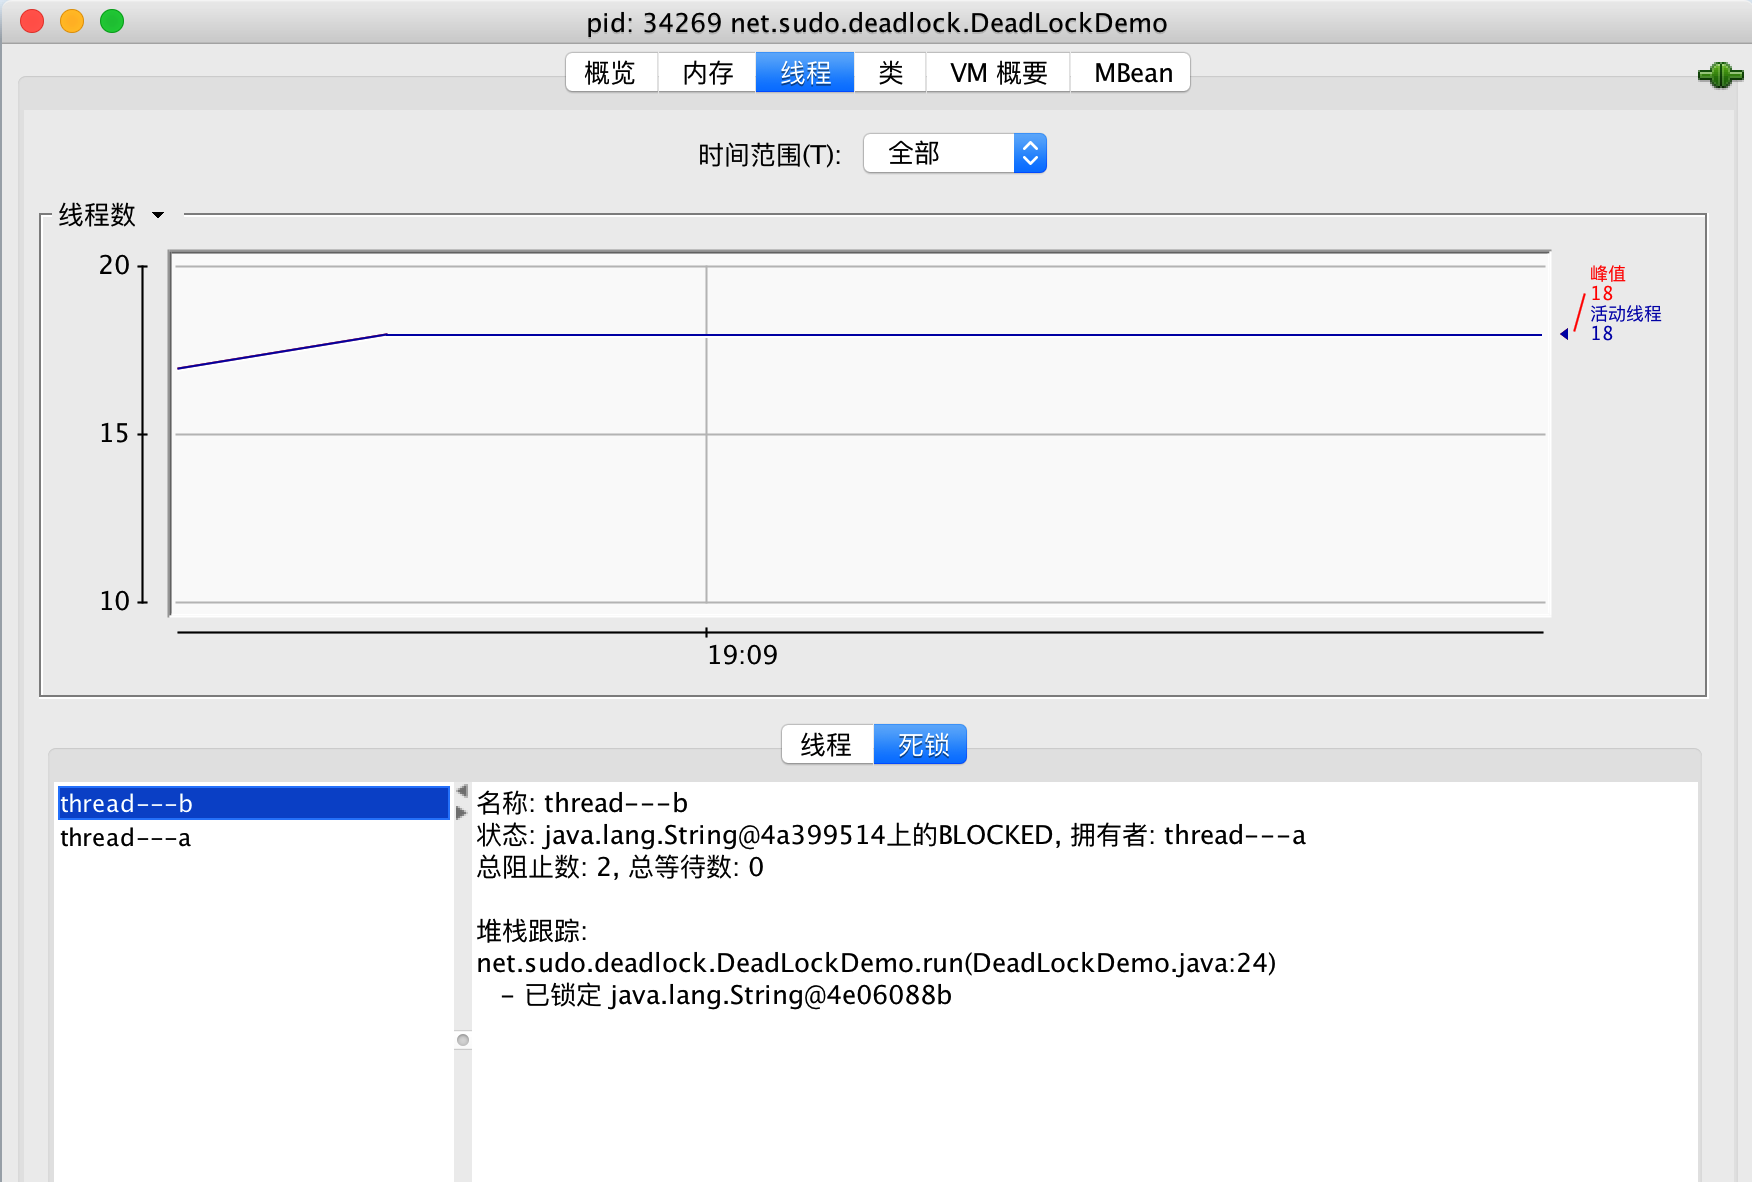 pid: 34269 net.sudo.deadlock.DeadLockDemo
概览 内存 线程 类 VM 概要 MBean
时间范围(T): 全部
线程数
20
15
10
19:09
峰值
18
活动线程
18
线程 死锁
thread---b
thread---a
名称: thread---b
状态: java.lang.String@4a399514上的BLOCKED, 拥有者: thread---a
总阻止数: 2, 总等待数: 0
堆栈跟踪:
net.sudo.deadlock.DeadLockDemo.run(DeadLockDemo.java:24)
- 已锁定 java.lang.String@4e06088b